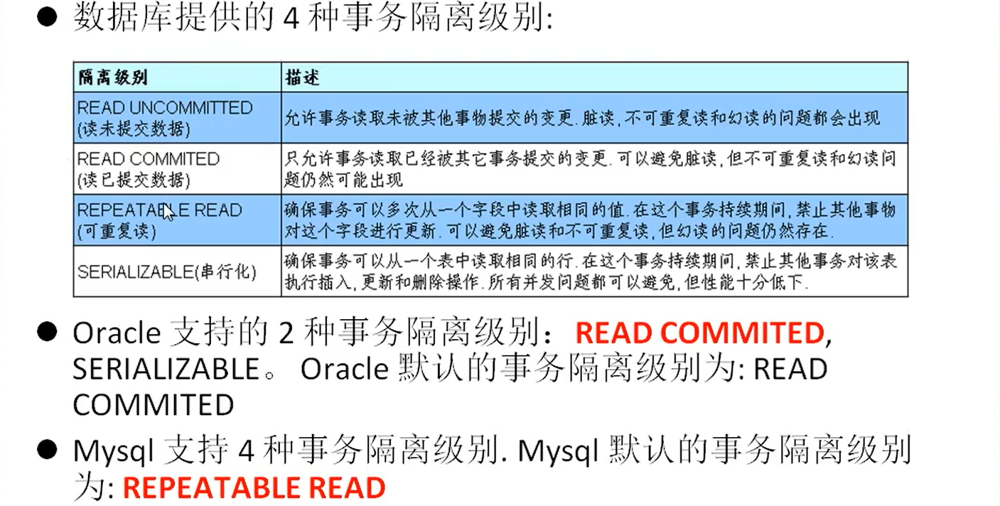 ● 数据库提供的 4 种事务隔离级别:
隔离级别 描述
READ UNCOMMITTED
(读未提交数据)
允许事务读取未被其他事物提交的变更.脏读,不可重复读和幻读的问题都会出现
READ COMMITED
(读已提交数据)
只允许事务读取已经被其它事务提交的变更.可以避免脏读,但不可重复读和幻读问
题仍然可能出现
REPEATABLE READ
(可重复读)
确保事务可以多次从一个字段中读取相同的值.在这个事务持续期间,禁止其他事物
对这个字段进行更新.可以避免脏读和不可重复读,但幻读的问题仍然存在.
SERIALIZABLE(串行化)
确保事务可以从一个表中读取相同的行.在这个事务持续期间,禁止其他事务对该表
执行插入,更新和删除操作.所有并发问题都可以避免,但性能十分低下.
● Oracle 支持的 2 种事务隔离级别：READ COMMITED,
SERIALIZABLE。 Oracle 默认的事务隔离级别为: READ
COMMITED
● Mysql 支持 4 种事务隔离级别. Mysql 默认的事务隔离级别
为: REPEATABLE READ